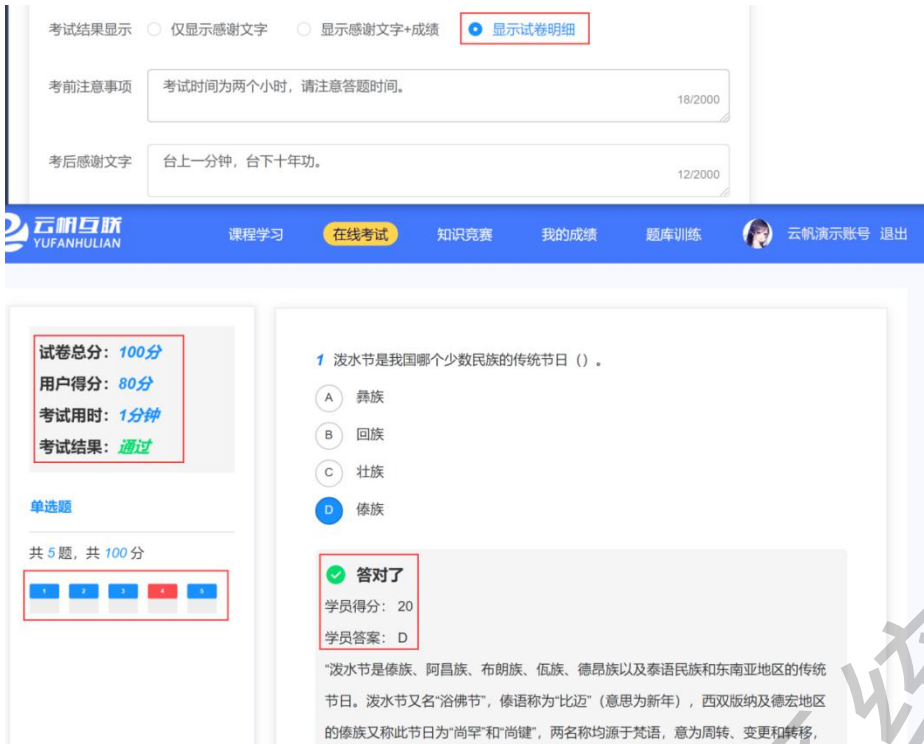 考试结果显示 仅显示感谢文字 显示感谢文字+成绩 显示试卷明细
考前注意事项 考试时间为两个小时，请注意答题时间。
18/2000
考后感谢文字 台上一分钟，台下十年功。
12/2000
云帆互联
YUFANHULIAN
课程学习 在线考试 知识竞赛 我的成绩 题库训练 云帆演示账号 退出
试卷总分：100分
用户得分：80分
考试用时：1分钟
考试结果：通过
单选题
共 5 题，共 100 分
1 2 3 4 5
1 泼水节是我国哪个少数民族的传统节日（）。
A 彝族
B 回族
C 壮族
D 傣族
答对了
学员得分： 20
学员答案： D
“泼水节是傣族、阿昌族、布朗族、佤族、德昂族以及泰语民族和东南亚地区的传统
节日。泼水节又名“浴佛节”，傣语称为“比迈”（意思为新年），西双版纳及德宏地区
的傣族又称此节日为“尚罕”和“尚键”，两名称均源于梵语，意为周转、变更和转移，
统